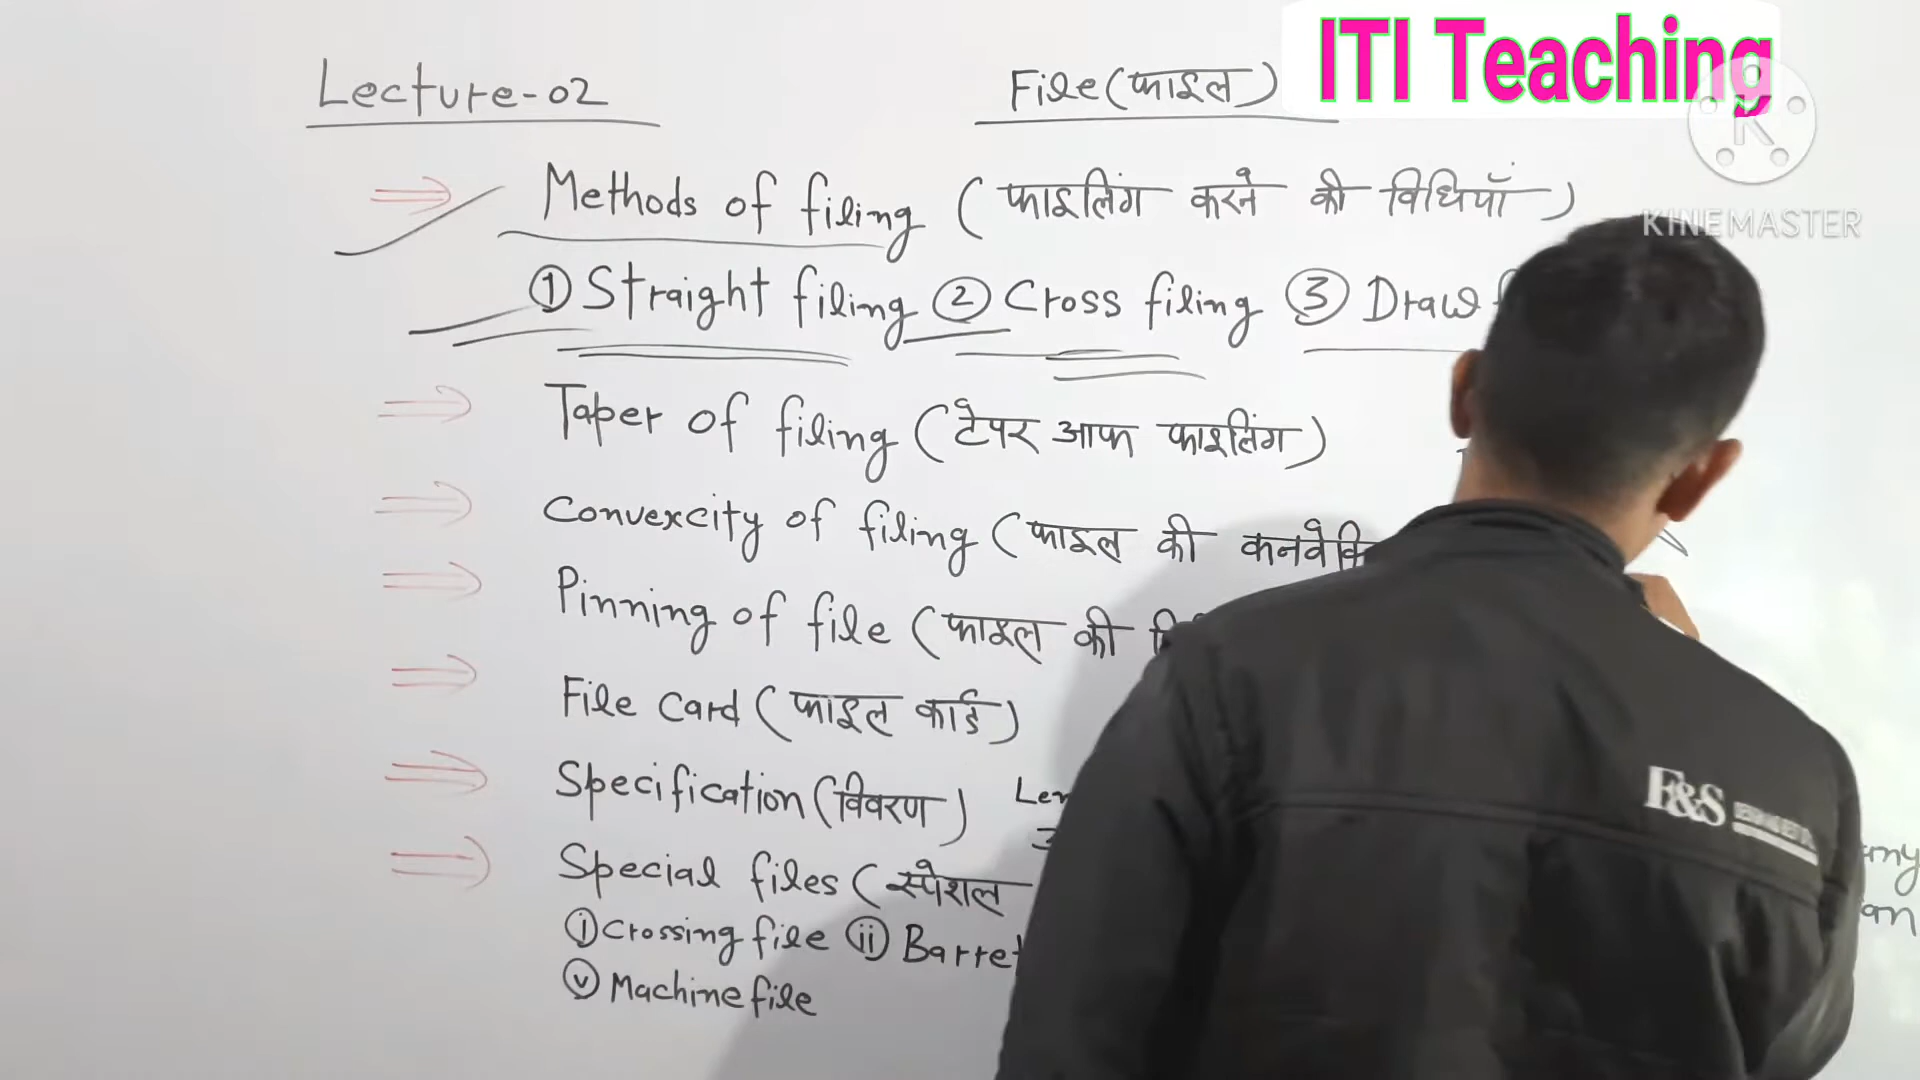 ITI Teaching
Lecture-02
File (फाइल)
KINEMASTER
⇒ Methods of filing (फाइलिंग करने की विधियाँ)
① Straight filing ② Cross filing ③ Draw
⇒ Taper of filing (टेपर आफ फाइलिंग)
⇒ Convexcity of filing (फाइल की
⇒ Pinning of file (फाइल की
⇒ File Card (फाइल कार्ड)
⇒ Specification (विवरण)
⇒ Special files (स्पेशल
ⓘ Crossing file ⓘⓘ
ⓥ Machine file
F&S